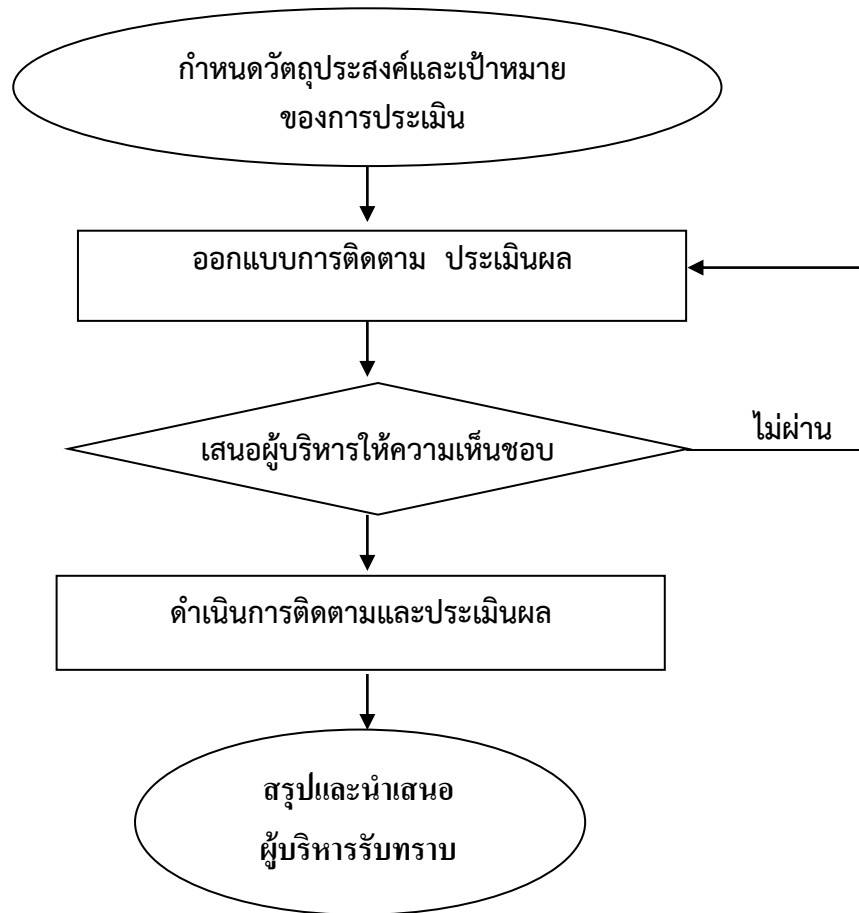 กำหนดวัตถุประสงค์และเป้าหมาย
ของการประเมิน
ออกแบบการติดตาม ประเมินผล
เสนอผู้บริหารให้ความเห็นชอบ
ไม่ผ่าน
ดำเนินการติดตามและประเมินผล
สรุปและนำเสนอ
ผู้บริหารรับทราบ